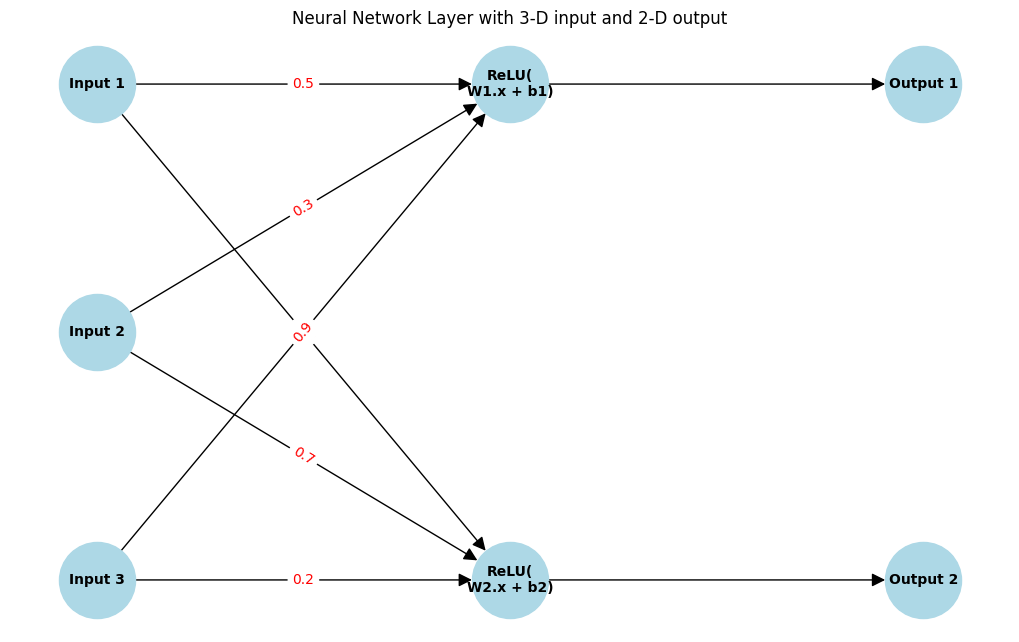 Neural Network Layer with 3-D input and 2-D output
Input 1
0.5
ReLU(
W1.x + b1)
Output 1
0.3
Input 2
0.9
0.7
Input 3
0.2
ReLU(
W2.x + b2)
Output 2